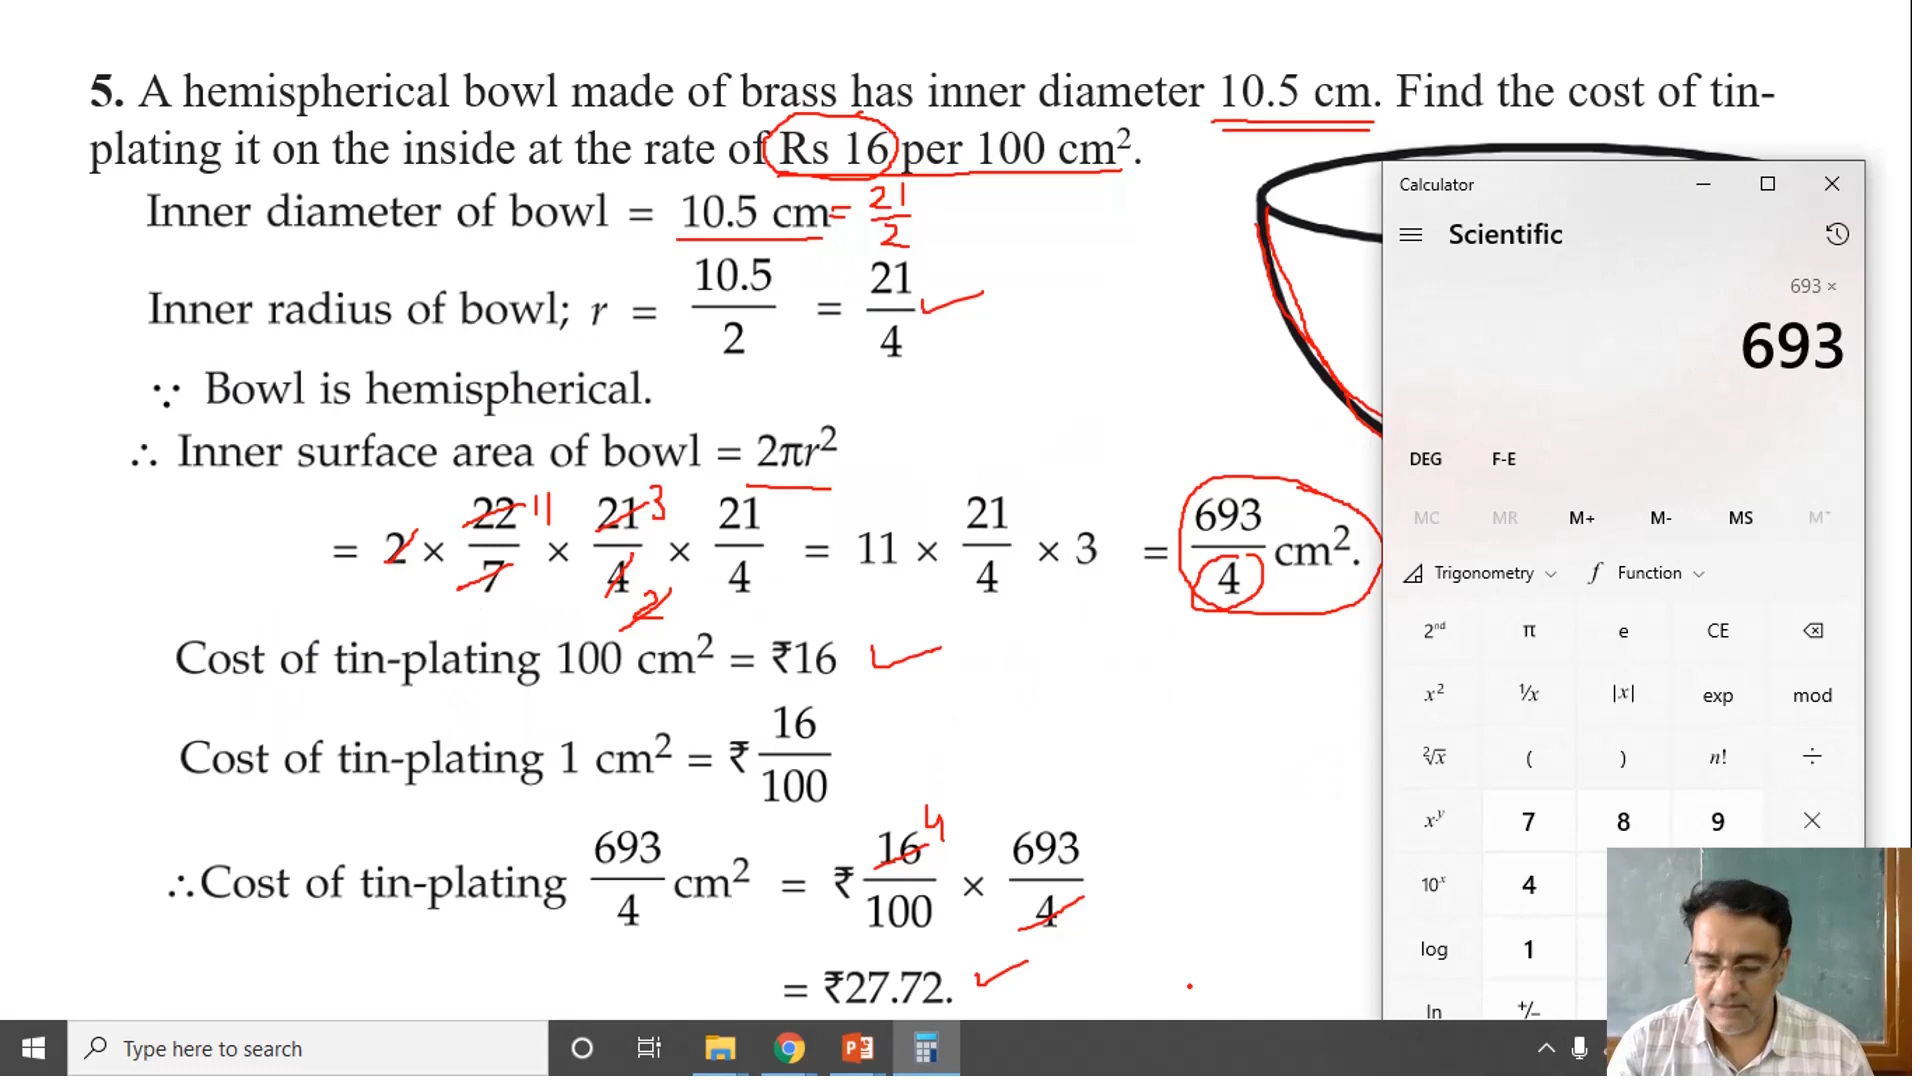 5. A hemispherical bowl made of brass has inner diameter 10.5 cm. Find the cost of tin-
plating it on the inside at the rate of Rs 16 per 100 cm².
Inner diameter of bowl = 10.5 cm = 21/2
Inner radius of bowl; r = 10.5/2 = 21/4
∵ Bowl is hemispherical.
∴ Inner surface area of bowl = 2πr²
= 2 × 22/7 × 21/4 × 21/4 = 11 × 21/4 × 3 = 693/4 cm².
11 3 2
Cost of tin-plating 100 cm² = ₹16
Cost of tin-plating 1 cm² = ₹ 16/100
∴Cost of tin-plating 693/4 cm² = ₹ 16/100 × 693/4
4
= ₹27.72.
Calculator
Scientific
693 ×
693
DEG F-E
MC MR M+ M- MS M˅
Trigonometry f Function
2ⁿᵈ π e CE
x² ¹/x |x| exp mod
²√x ( ) n! ÷
xʸ 7 8 9 ×
10ˣ 4
log 1
ln +/−
Type here to search